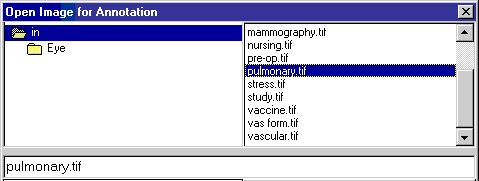 Open Image for Annotation
in
Eye
mammography.tif
nursing.tif
pre-op.tif
pulmonary.tif
stress.tif
study.tif
vaccine.tif
vas form.tif
vascular.tif
pulmonary.tif